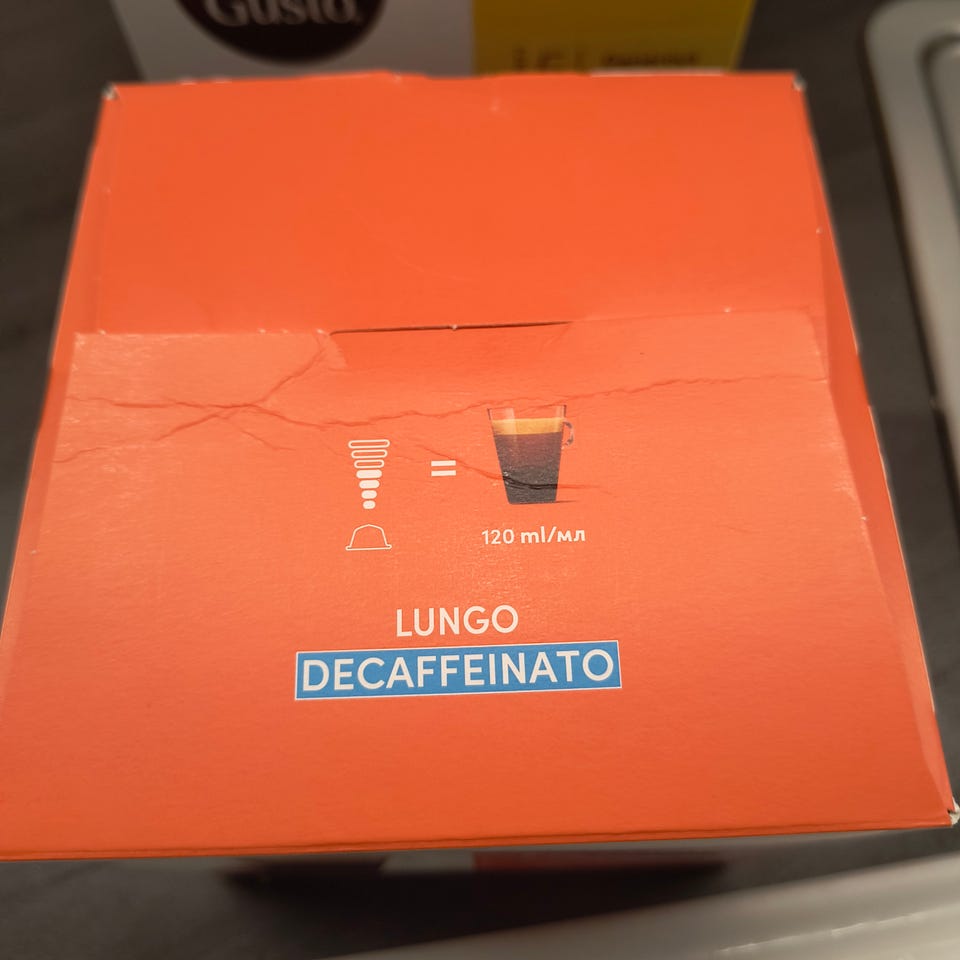 Gusto
=
120 ml/мл
LUNGO
DECAFFEINATO